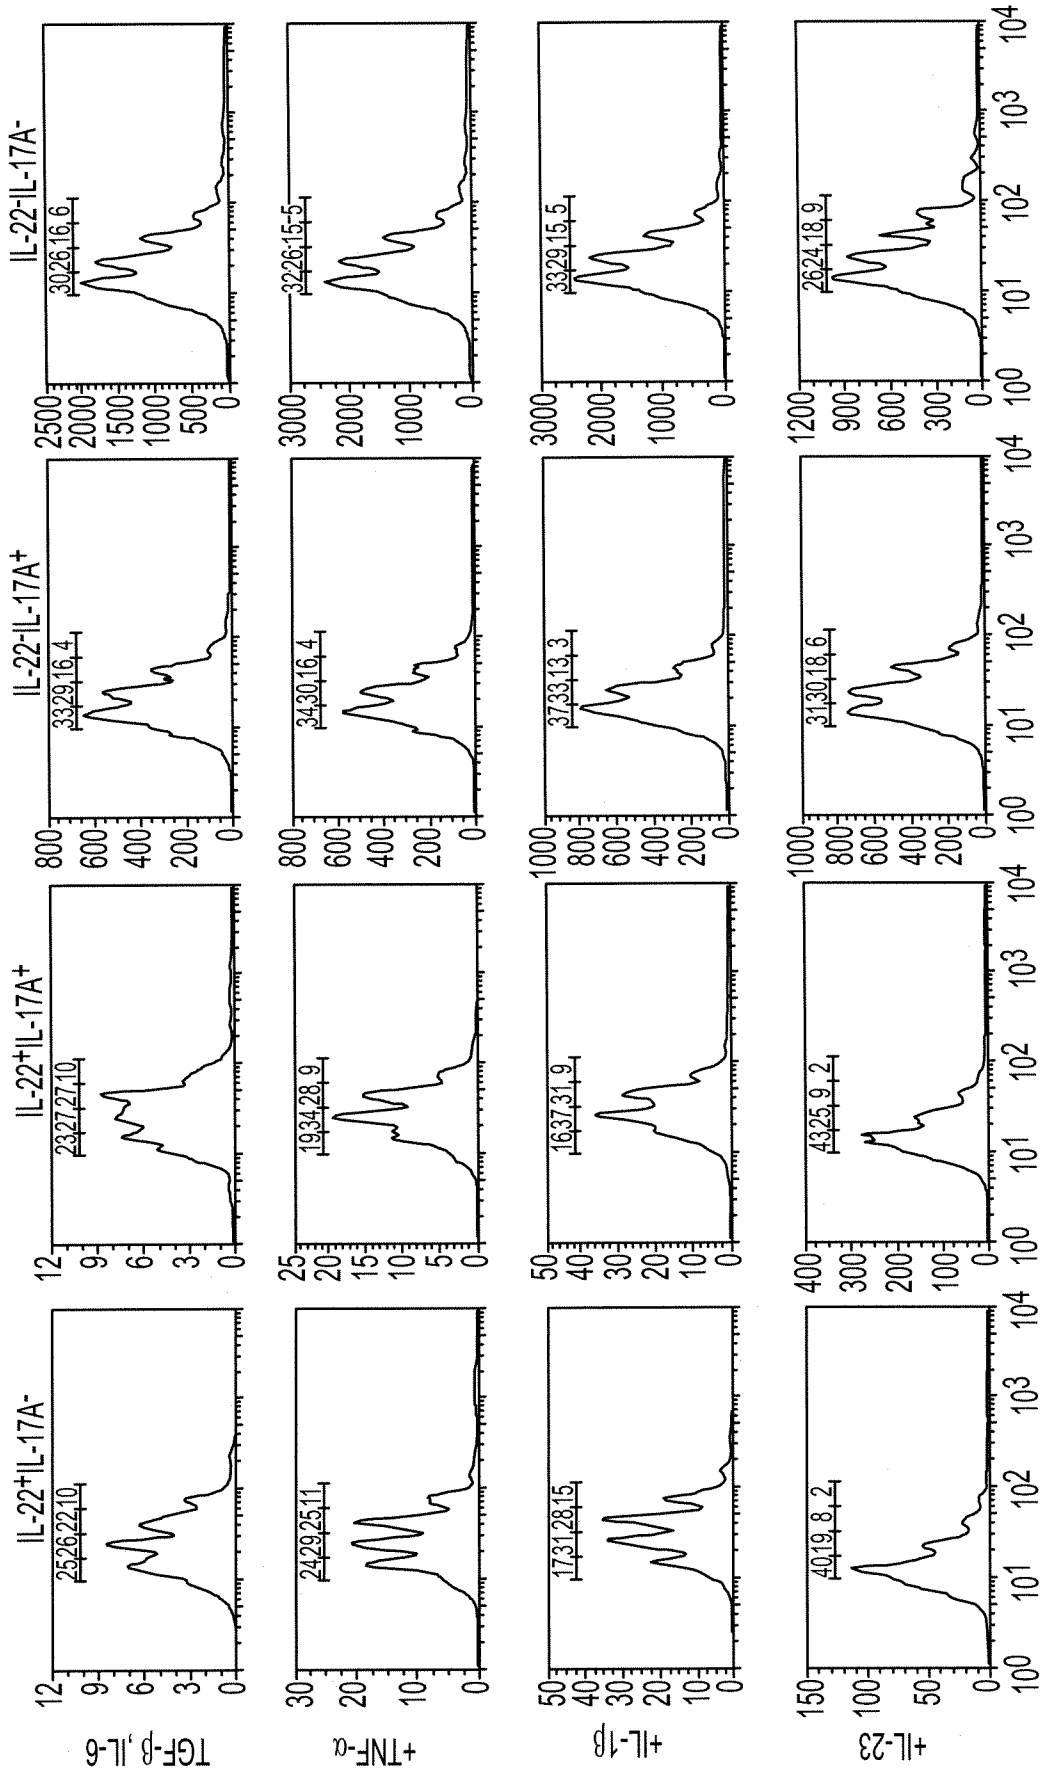 IL-22+IL-17A- IL-22+IL-17A+ IL-22-IL-17A+ IL-22-IL-17A-
TGF-β,IL-6
12 9 6 3 0
25 26 22 10
12 9 6 3 0
23 27 27 10
800 600 400 200 0
33 29 16 4
2500 2000 1500 1000 500 0
30 26 16 6
+TNF-α
30 20 10 0
24 29 25 11
25 20 15 10 5 0
19 34 28 9
800 600 400 200 0
34 30 16 4
3000 2000 1000 0
32 26 15 5
+IL-1β
50 40 30 20 10 0
17 31 28 15
50 40 30 20 10 0
16 37 31 9
1000 800 600 400 200 0
37 33 13 3
3000 2000 1000 0
33 29 15 5
+IL-23
150 100 50 0
40 19 8 2
400 300 200 100 0
43 25 9 2
1000 800 600 400 200 0
31 30 18 6
1200 900 600 300 0
26 24 18 9
10⁰ 10¹ 10² 10³ 10⁴ 10⁰ 10¹ 10² 10³ 10⁴ 10⁰ 10¹ 10² 10³ 10⁴ 10⁰ 10¹ 10² 10³ 10⁴